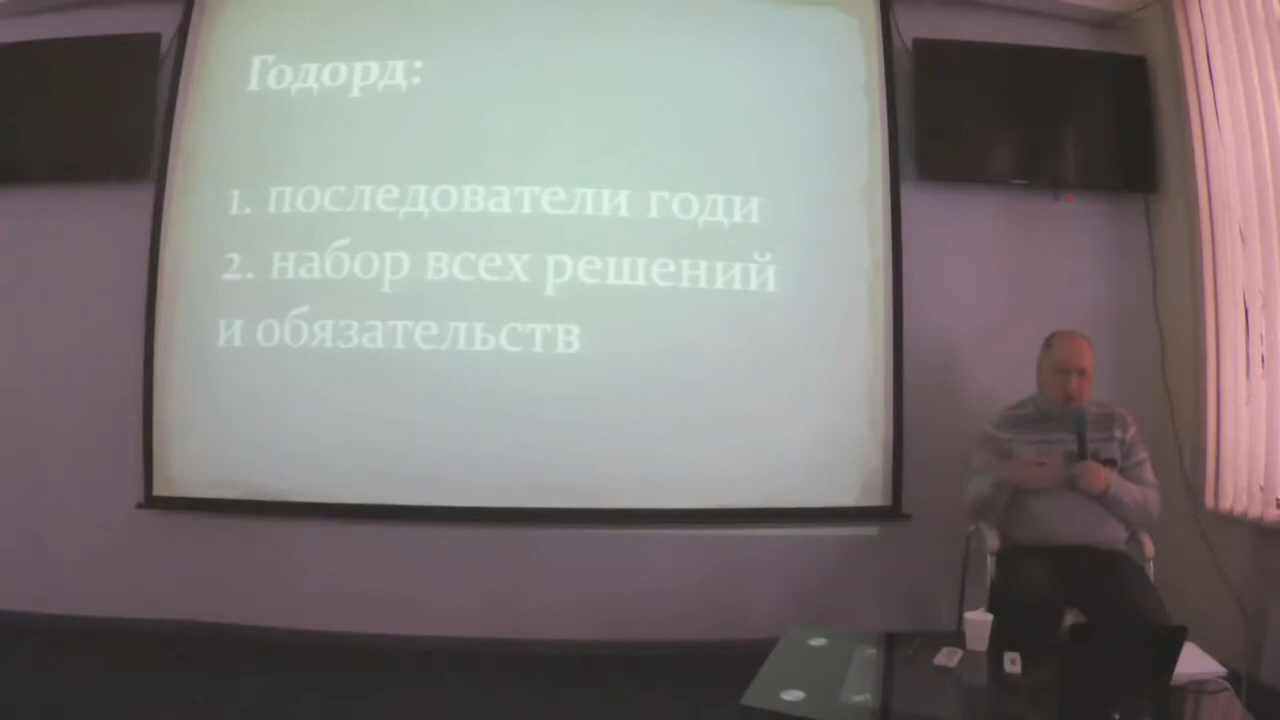 Годорд:
1. последователи годи
2. набор всех решений
и обязательств